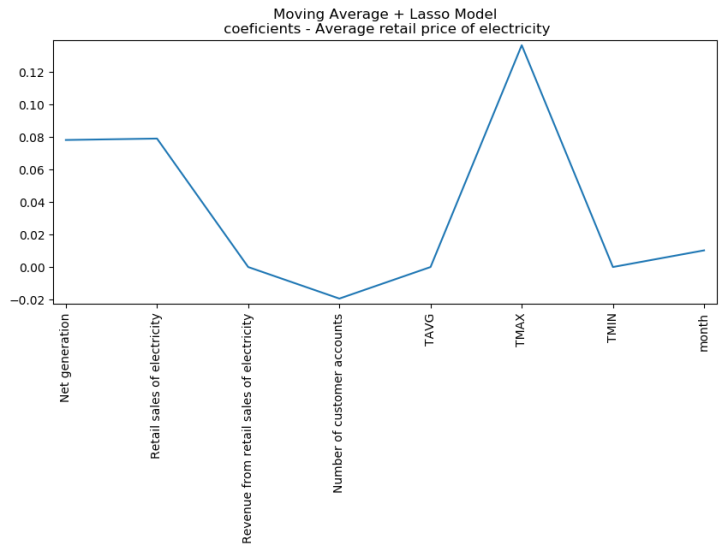 Moving Average + Lasso Model
coeficients - Average retail price of electricity
0.12
0.10
0.08
0.06
0.04
0.02
0.00
−0.02
Net generation
Retail sales of electricity
Revenue from retail sales of electricity
Number of customer accounts
TAVG
TMAX
TMIN
month